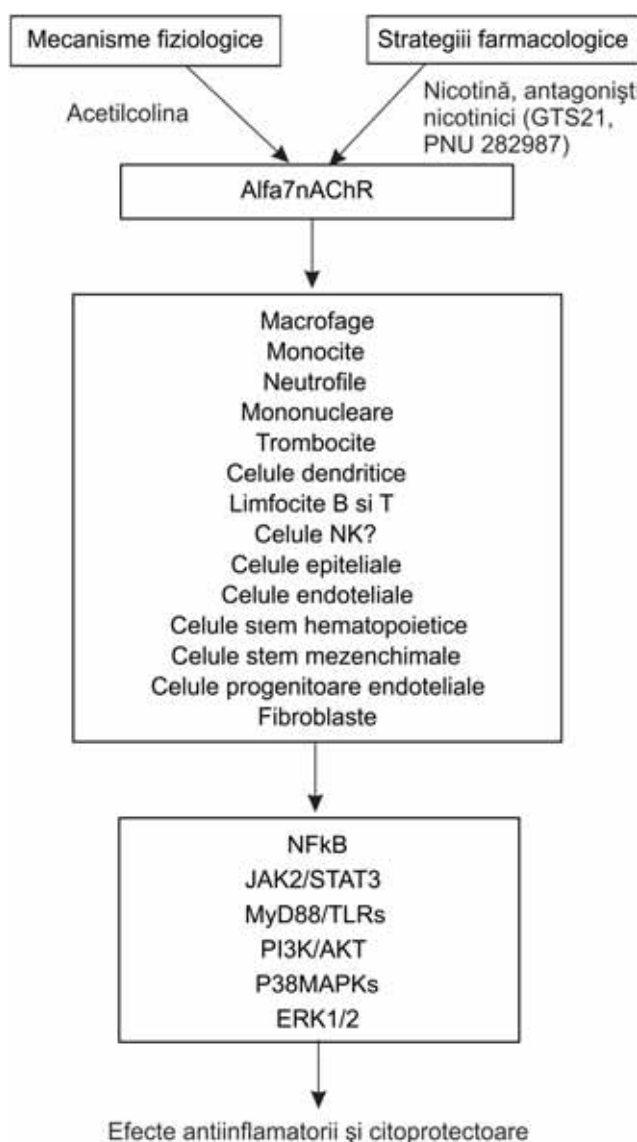 Mecanisme fiziologice
Strategiii farmacologice
Acetilcolina
Nicotină, antagonişt
nicotinici (GTS21,
PNU 282987)
Alfa7nAChR
Macrofage
Monocite
Neutrofile
Mononucleare
Trombocite
Celule dendritice
Limfocite B si T
Celule NK?
Celule epiteliale
Celule endoteliale
Celule stem hematopoietice
Celule stem mezenchimale
Celule progenitoare endoteliale
Fibroblaste
NFkB
JAK2/STAT3
MyD88/TLRs
PI3K/AKT
P38MAPKs
ERK1/2
Efecte antiinflamatorii şi citoprotectoare